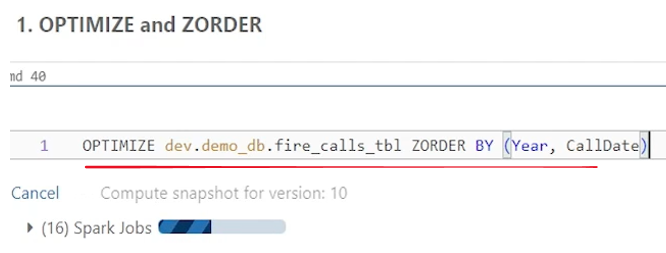 1. OPTIMIZE and ZORDER
md 40
1 OPTIMIZE dev.demo_db.fire_calls_tbl ZORDER BY (Year, CallDate)
Cancel Compute snapshot for version: 10
(16) Spark Jobs